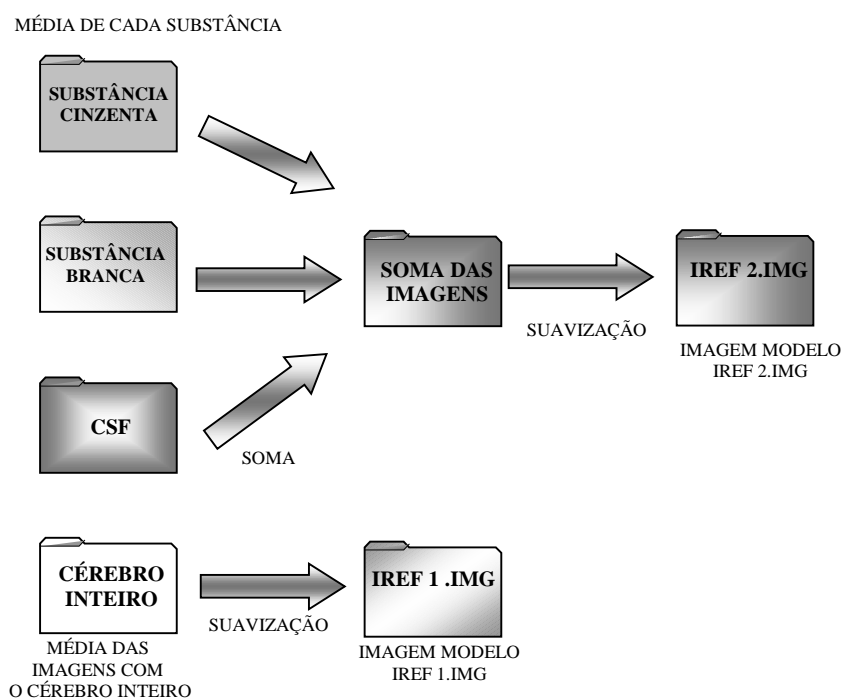 MÉDIA DE CADA SUBSTÂNCIA
SUBSTÂNCIA
CINZENTA
SUBSTÂNCIA
BRANCA
SOMA DAS
IMAGENS
SUAVIZAÇÃO
IREF 2.IMG
IMAGEM MODELO
IREF 2.IMG
CSF
SOMA
CÉREBRO
INTEIRO
SUAVIZAÇÃO
IREF 1 .IMG
MÉDIA DAS
IMAGENS COM
O CÉREBRO INTEIRO
IMAGEM MODELO
IREF 1.IMG